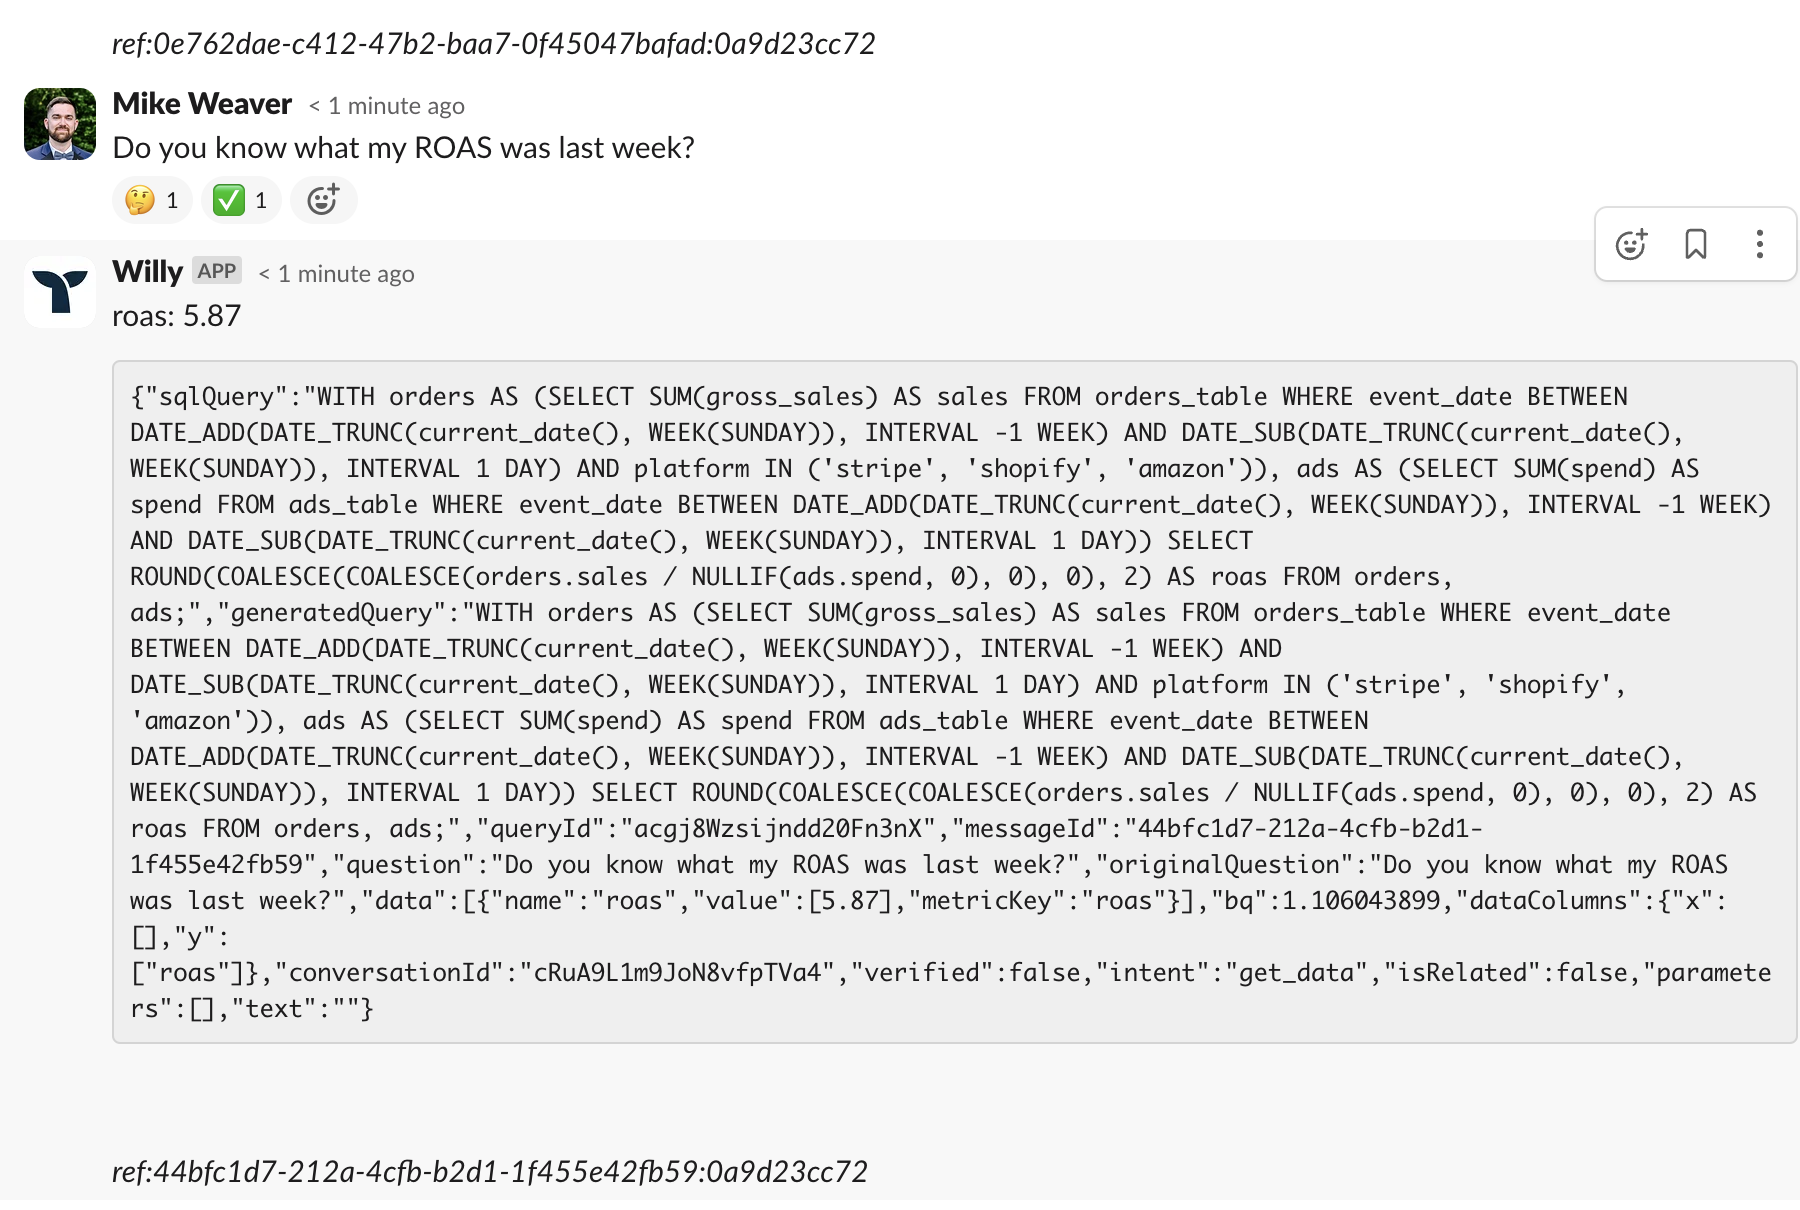 ref:0e762dae-c412-47b2-baa7-0f45047bafad:0a9d23cc72
Mike Weaver < 1 minute ago
Do you know what my ROAS was last week?
🤔 1 ✅ 1
Willy APP < 1 minute ago
roas: 5.87
{"sqlQuery":"WITH orders AS (SELECT SUM(gross_sales) AS sales FROM orders_table WHERE event_date BETWEEN
DATE_ADD(DATE_TRUNC(current_date(), WEEK(SUNDAY)), INTERVAL -1 WEEK) AND DATE_SUB(DATE_TRUNC(current_date(),
WEEK(SUNDAY)), INTERVAL 1 DAY) AND platform IN ('stripe', 'shopify', 'amazon')), ads AS (SELECT SUM(spend) AS
spend FROM ads_table WHERE event_date BETWEEN DATE_ADD(DATE_TRUNC(current_date(), WEEK(SUNDAY)), INTERVAL -1 WEEK)
AND DATE_SUB(DATE_TRUNC(current_date(), WEEK(SUNDAY)), INTERVAL 1 DAY)) SELECT
ROUND(COALESCE(COALESCE(orders.sales / NULLIF(ads.spend, 0), 0), 0), 2) AS roas FROM orders,
ads;","generatedQuery":"WITH orders AS (SELECT SUM(gross_sales) AS sales FROM orders_table WHERE event_date
BETWEEN DATE_ADD(DATE_TRUNC(current_date(), WEEK(SUNDAY)), INTERVAL -1 WEEK) AND
DATE_SUB(DATE_TRUNC(current_date(), WEEK(SUNDAY)), INTERVAL 1 DAY) AND platform IN ('stripe', 'shopify',
'amazon')), ads AS (SELECT SUM(spend) AS spend FROM ads_table WHERE event_date BETWEEN
DATE_ADD(DATE_TRUNC(current_date(), WEEK(SUNDAY)), INTERVAL -1 WEEK) AND DATE_SUB(DATE_TRUNC(current_date(),
WEEK(SUNDAY)), INTERVAL 1 DAY)) SELECT ROUND(COALESCE(COALESCE(orders.sales / NULLIF(ads.spend, 0), 0), 0), 2) AS
roas FROM orders, ads;","queryId":"acgj8Wzsijndd20Fn3nX","messageId":"44bfc1d7-212a-4cfb-b2d1-
1f455e42fb59","question":"Do you know what my ROAS was last week?","originalQuestion":"Do you know what my ROAS
was last week?","data":[{"name":"roas","value":[5.87],"metricKey":"roas"}],"bq":1.106043899,"dataColumns":{"x":
[],"y":
["roas"]},"conversationId":"cRuA9L1m9JoN8vfpTVa4","verified":false,"intent":"get_data","isRelated":false,"paramete
rs":[],"text":""}
ref:44bfc1d7-212a-4cfb-b2d1-1f455e42fb59:0a9d23cc72